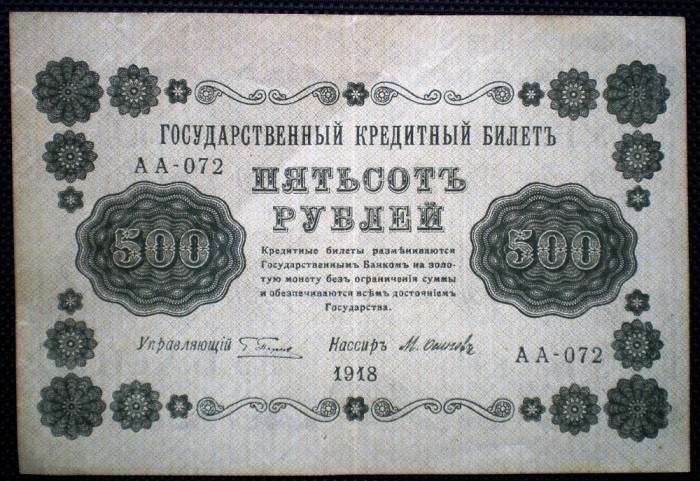 ГОСУДАРСТВЕННЫЙ КРЕДИТНЫЙ БИЛЕТЪ
АА-072
ПЯТЬСОТЪ
РУБЛЕЙ
500
500
Кредитные билеты размѣниваются
Государственнымъ Банкомъ на золо-
тую монету безъ ограниченія суммы
и обезпечиваются всѣмъ достояніемъ
Государства.
Управляющій
Кассиръ
АА-072
1918